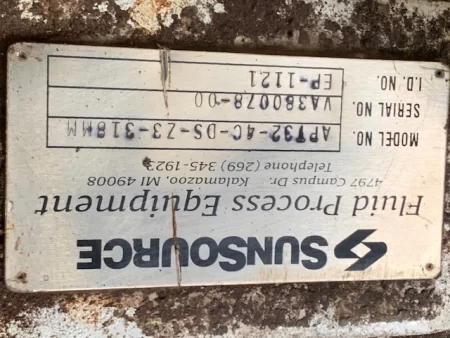 SUNSOURCE
Fluid Process Equipment
4797 Campus Dr. Kalamazoo, MI 49008
Telephone (269) 345-1923
MODEL NO. APT32-4C-DS-Z3-318MM
SERIAL NO. VA380078-00
I.D. NO. EP-1121